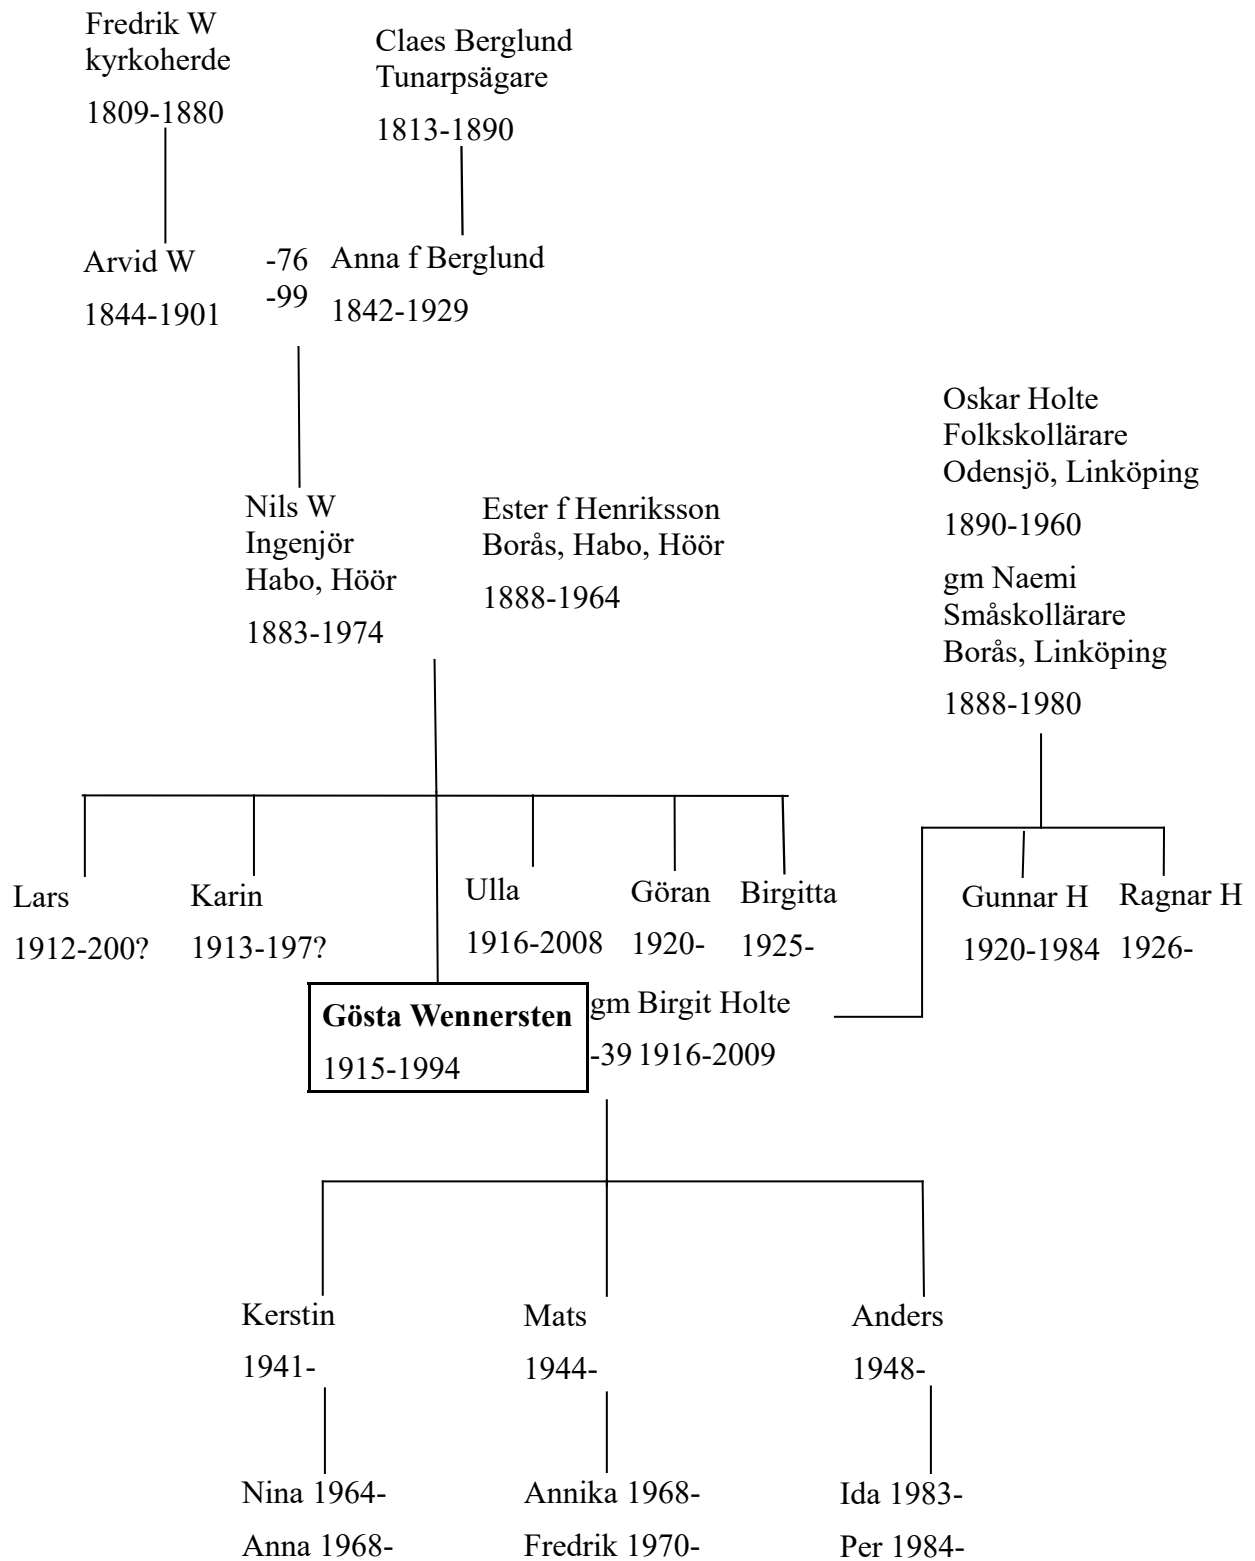 Fredrik W
kyrkoherde
1809-1880
Claes Berglund
Tunarpsägare
1813-1890
Arvid W
1844-1901
-76
-99
Anna f Berglund
1842-1929
Nils W
Ingenjör
Habo, Höör
1883-1974
Ester f Henriksson
Borås, Habo, Höör
1888-1964
Oskar Holte
Folkskollärare
Odensjö, Linköping
1890-1960
gm Naemi
Småskollärare
Borås, Linköping
1888-1980
Lars
1912-200?
Karin
1913-197?
Ulla
1916-2008
Göran
1920-
Birgitta
1925-
Gunnar H
1920-1984
Ragnar H
1926-
Gösta Wennersten
1915-1994
gm Birgit Holte
-39 1916-2009
Kerstin
1941-
Mats
1944-
Anders
1948-
Nina 1964-
Anna 1968-
Annika 1968-
Fredrik 1970-
Ida 1983-
Per 1984-